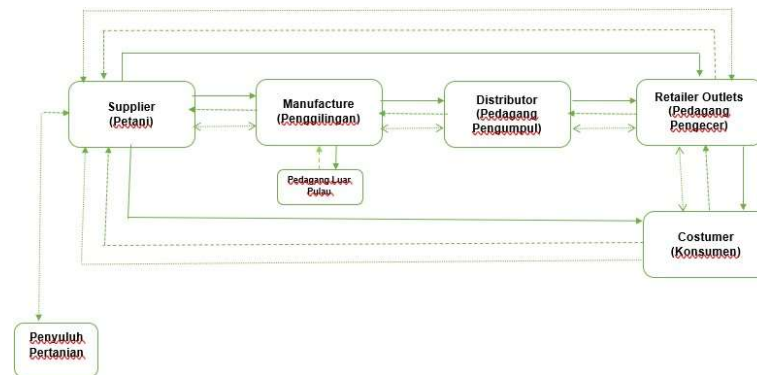 Supplier
(Petani)
Manufacture
(Penggilingan)
Distributor
(Pedagang
Pengumpul)
Retailer Outlets
(Pedagang
Pengecer)
Pedagang Luar
Pulau
Costumer
(Konsumen)
Penyuluh
Pertanian